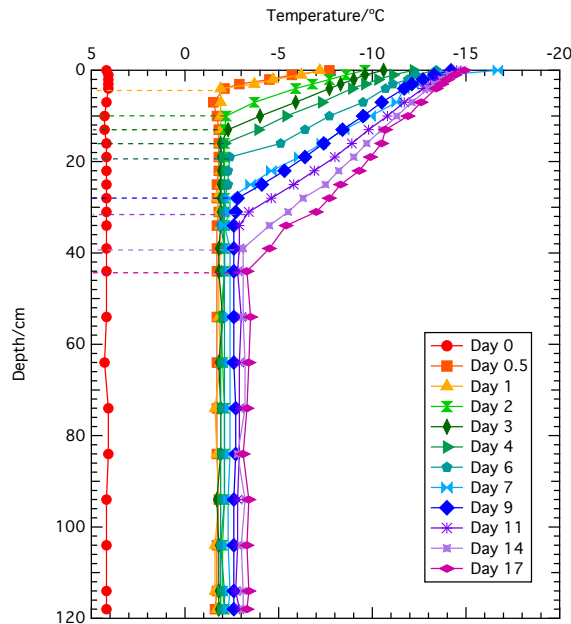 Temperature/°C
5 0 -5 -10 -15 -20
0
20
40
60
80
100
120
Depth/cm
Day 0
Day 0.5
Day 1
Day 2
Day 3
Day 4
Day 6
Day 7
Day 9
Day 11
Day 14
Day 17